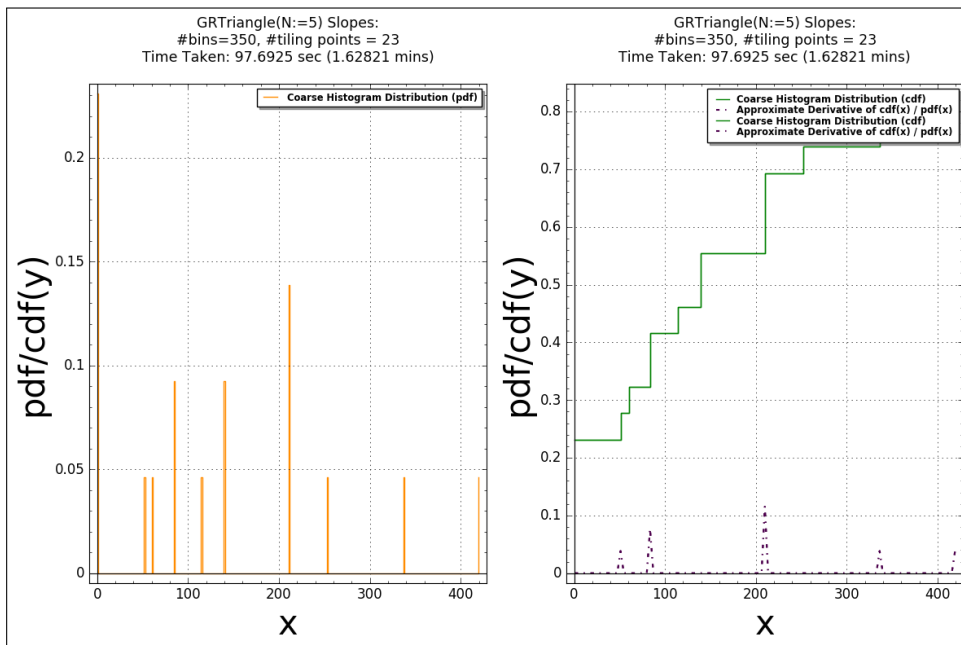 GRTriangle(N:=5) Slopes:
#bins=350, #tiling points = 23
Time Taken: 97.6925 sec (1.62821 mins)
Coarse Histogram Distribution (pdf)
0.2
0.15
0.1
0.05
0
pdf/cdf(y)
0
100
200
300
400
x
GRTriangle(N:=5) Slopes:
#bins=350, #tiling points = 23
Time Taken: 97.6925 sec (1.62821 mins)
Coarse Histogram Distribution (cdf)
Approximate Derivative of cdf(x) / pdf(x)
Coarse Histogram Distribution (cdf)
Approximate Derivative of cdf(x) / pdf(x)
0.8
0.7
0.6
0.5
0.4
0.3
0.2
0.1
0
pdf/cdf(y)
0
100
200
300
400
x